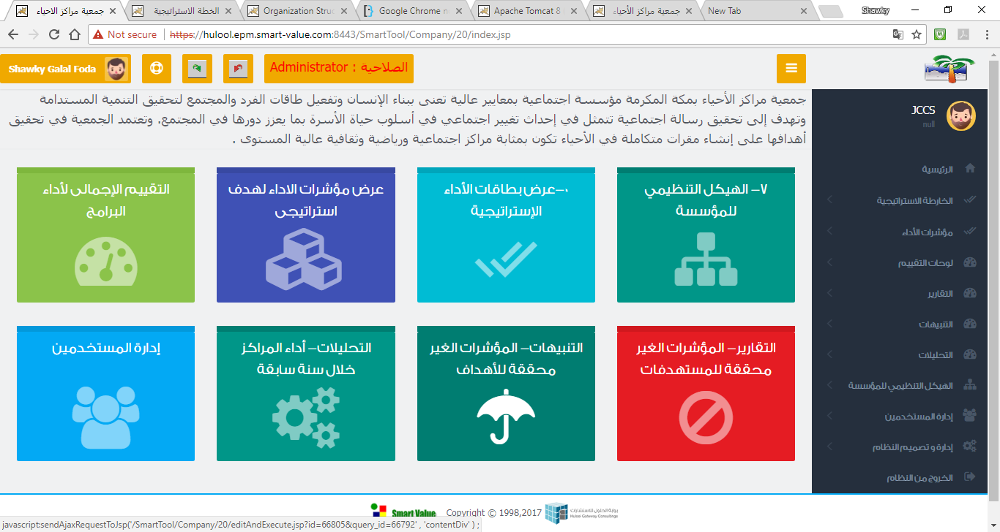 جمعية مراكز الاحياء
الخطة الاستراتيجية
Organization Struc
Google Chrome ne
Apache Tomcat 8
جمعية مراكز الأحياء
New Tab
Shawky
Not secure
https://hulool.epm.smart-value.com:8443/SmartTool/Company/20/index.jsp
Shawky Galal Foda
الصلاحية : Administrator
جمعية مراكز الأحياء بمكة المكرمة مؤسسة اجتماعية بمعايير عالية تعنى ببناء الإنسان وتفعيل طاقات الفرد والمجتمع لتحقيق التنمية المستدامة
وتهدف إلى تحقيق رسالة اجتماعية تتمثل في إحداث تغيير اجتماعي في أسلوب حياة الأسرة بما يعزز دورها في المجتمع. وتعتمد الجمعية في تحقيق
أهدافها على إنشاء مقرات متكاملة في الأحياء تكون بمثابة مراكز اجتماعية ورياضية وثقافية عالية المستوى .
JCCS
null
الرئيسية
الخارطة الاستراتيجية
مؤشرات الأداء
لوحات التقييم
التقارير
التنبيهات
التحليلات
الهيكل التنظيمي للمؤسسة
إدارة المستخدمين
إدارة و تصميم النظام
الخروج من النظام
٧- الهيكل التنظيمي
للمؤسسة
٠-عرض بطاقات الأداء
الإستراتيجية
عرض مؤشرات الاداء لهدف
استراتيجى
التقييم الإجمالى لأداء
البرامج
التقارير- المؤشرات الغير
محققة للمستهدفات
التنبيهات- المؤشرات الغير
محققة للأهداف
التحليلات- أداء المراكز
خلال سنة سابقة
إدارة المستخدمين
Smart Value
Copyright © 1998,2017
بوابة الحلول للاستشارات
Hulool Gateway Consultings
javascript:sendAjaxRequestToJsp('/SmartTool/Company/20/editAndExecute.jsp?id=66805&query_id=66792' , 'contentDiv' ) ;